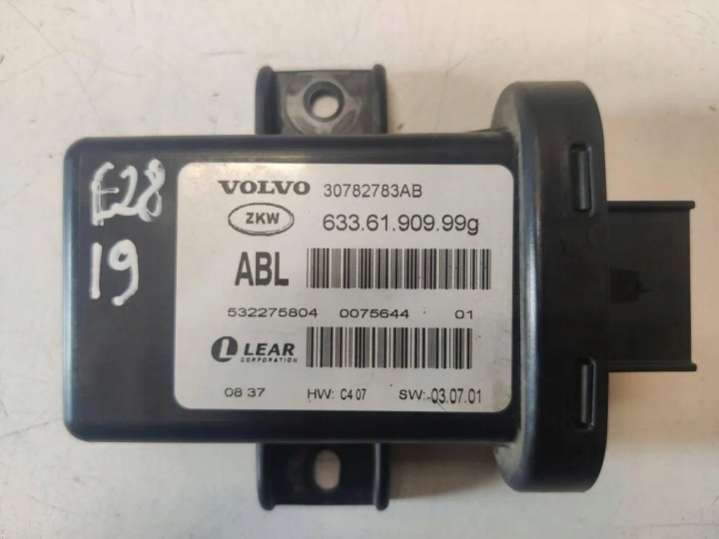 E28
19
VOLVO 30782783AB
ZKW 633.61.909.99g
ABL
532275804 0075644 01
L LEAR
CORPORATION
08 37 HW: C4 07 SW:-03.07.01